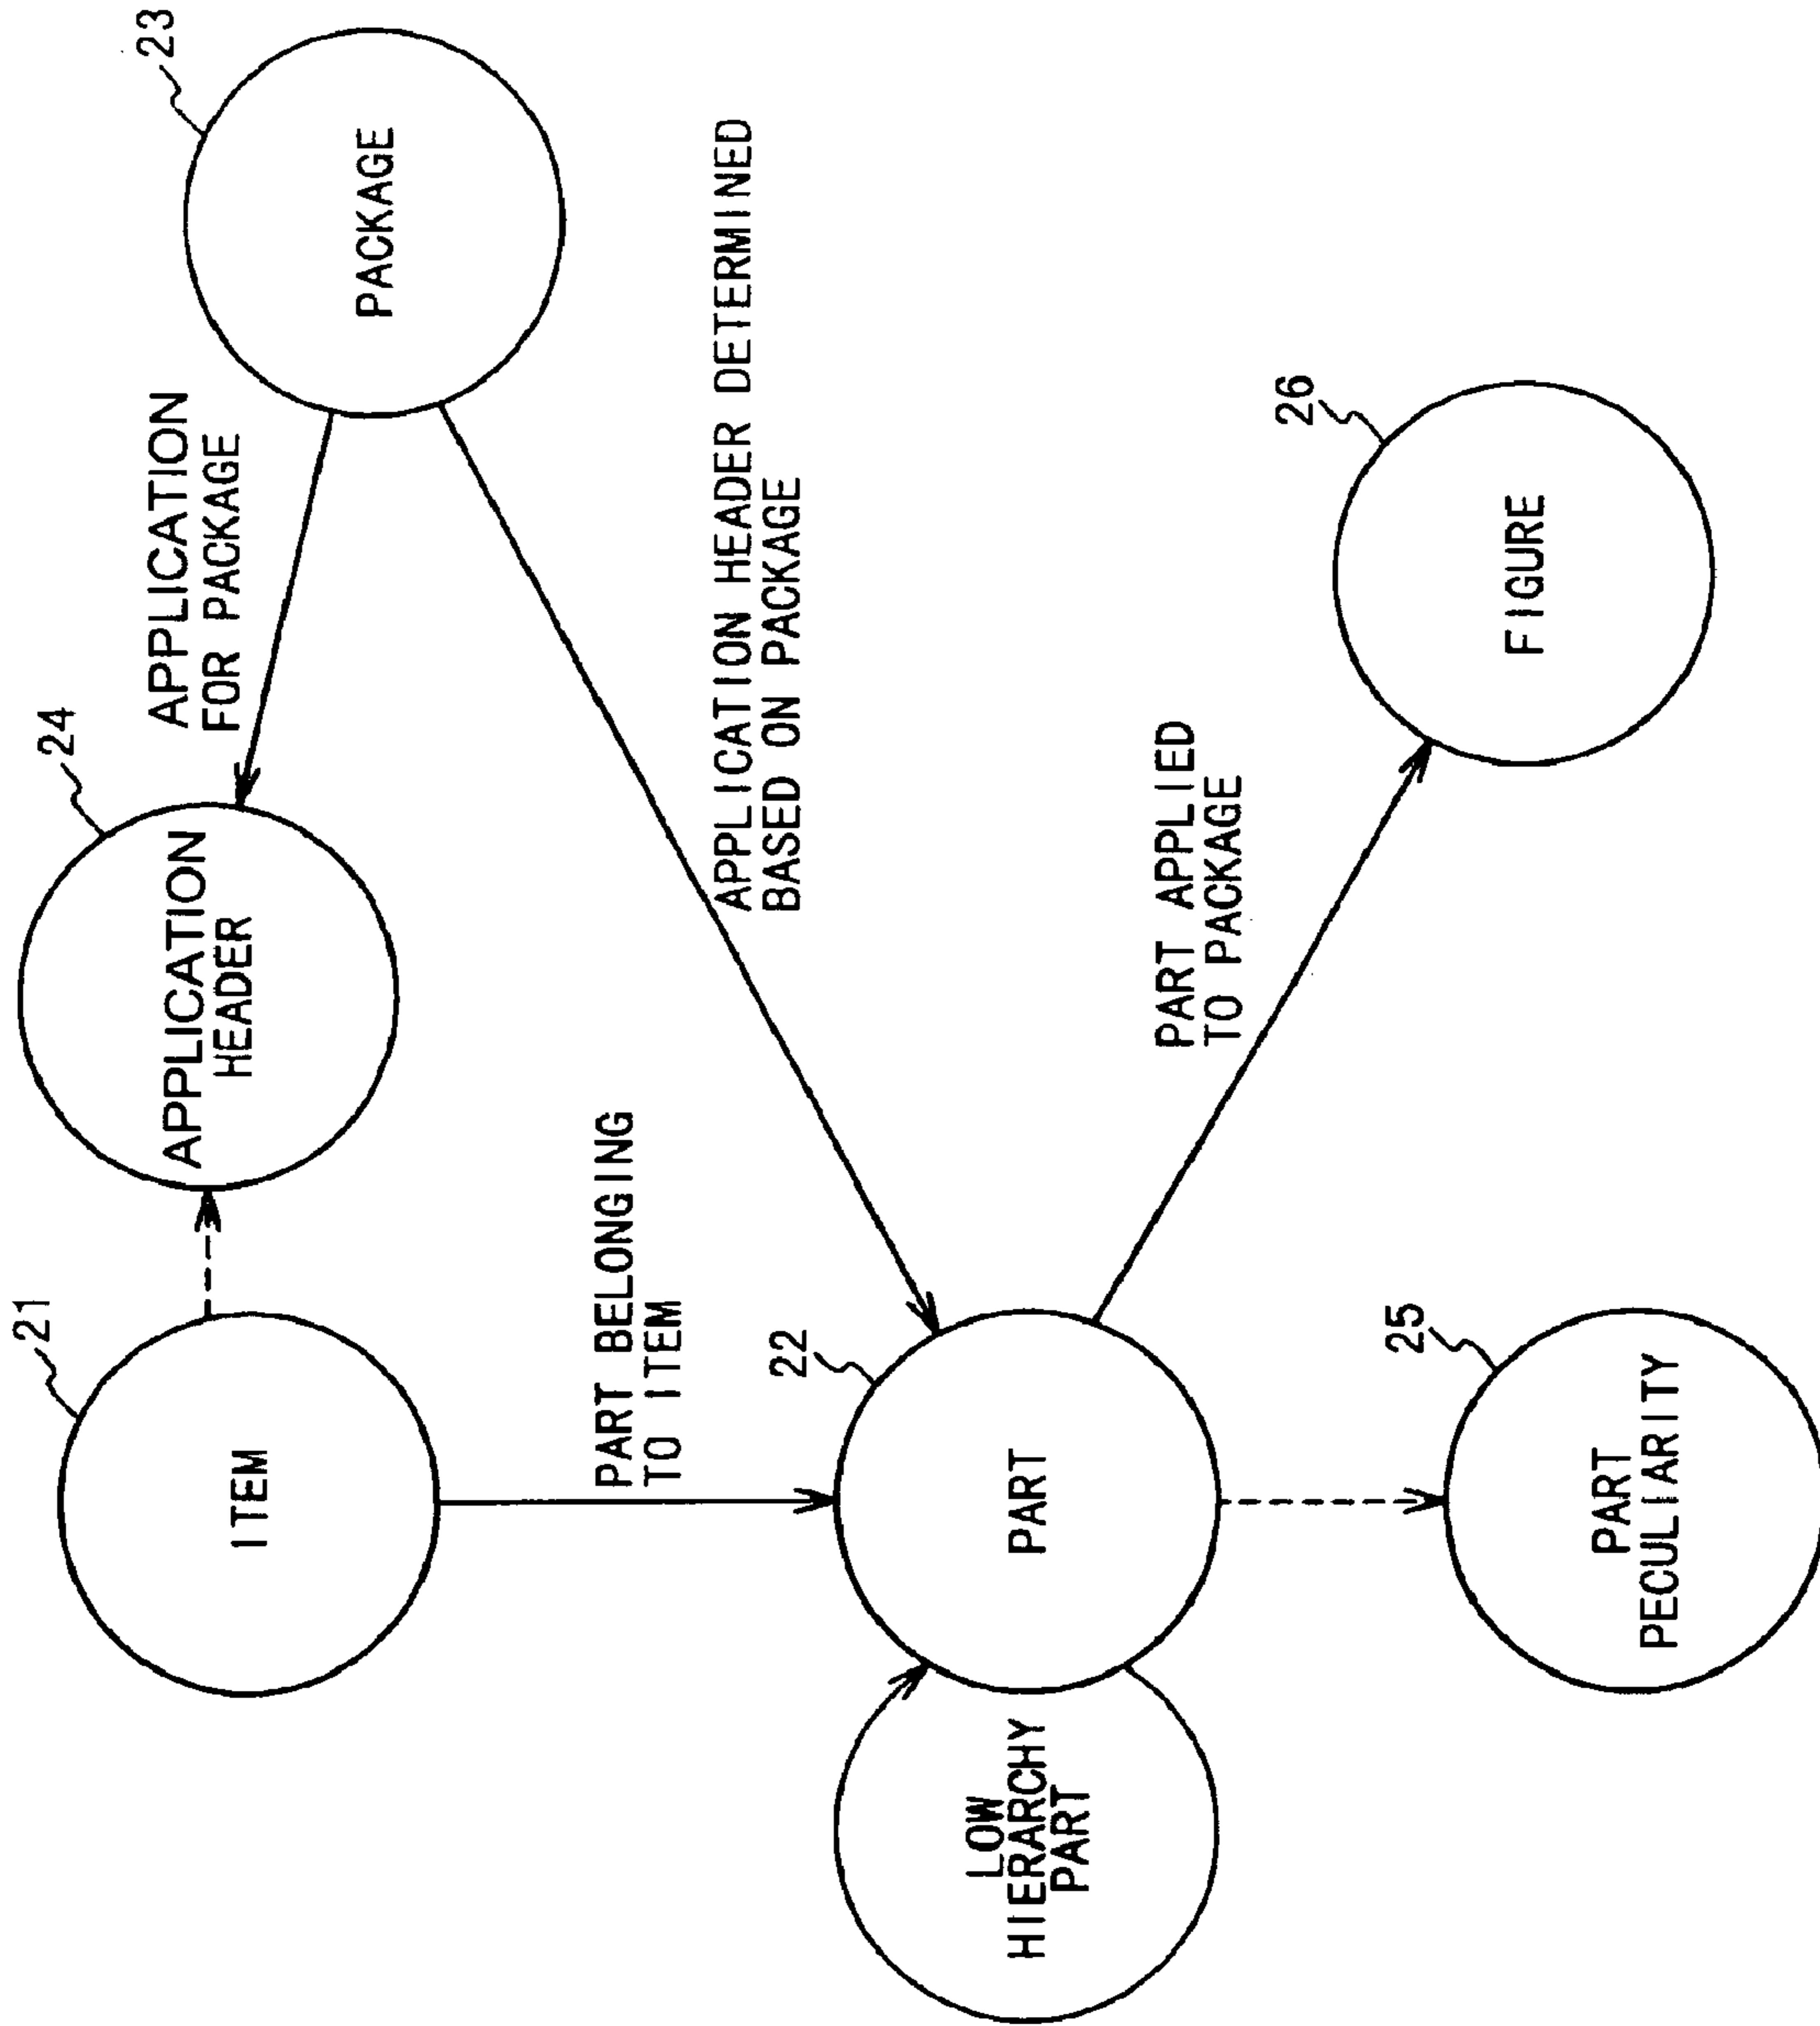 21
ITEM
24
APPLICATION
HEADER
APPLICATION
FOR PACKAGE
23
PACKAGE
PART BELONGING
TO ITEM
APPLICATION HEADER DETERMINED
BASED ON PACKAGE
LOW
HIERARCHY
PART
22
PART
PART APPLIED
TO PACKAGE
26
FIGURE
25
PART
PECULIARITY